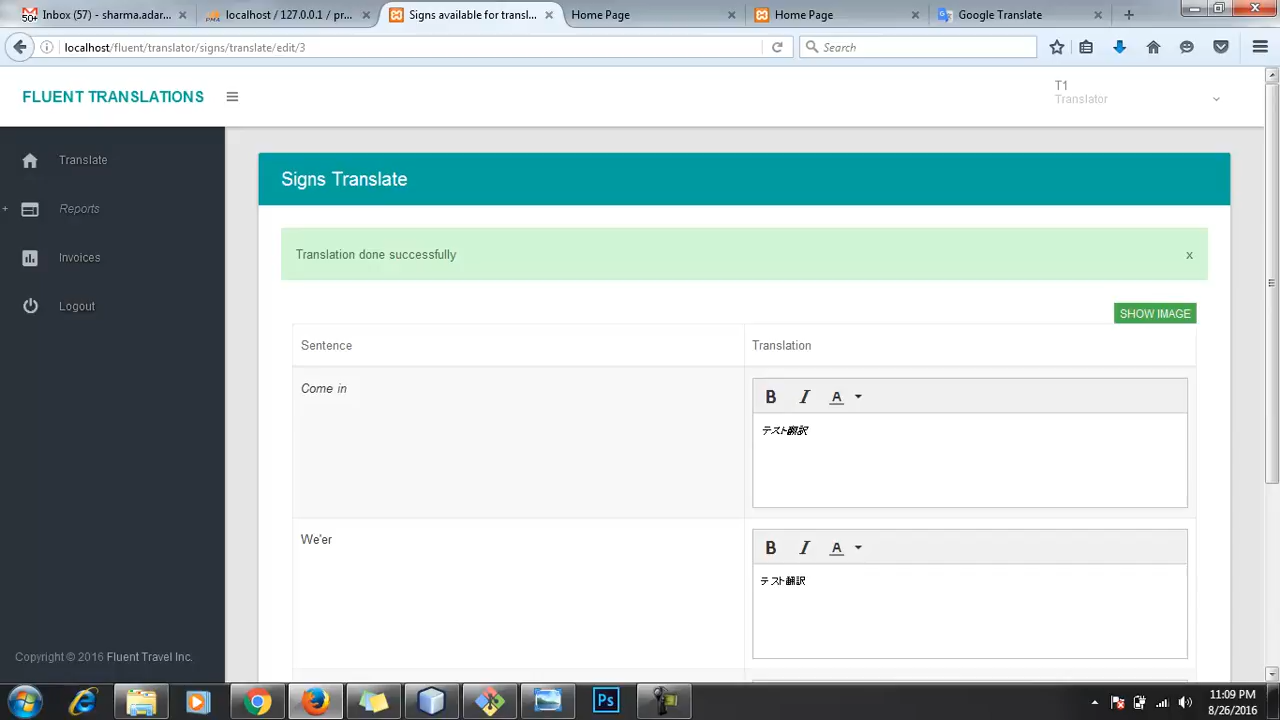 Inbox (57) - sharma.adar...
localhost / 127.0.0.1 / pr...
Signs available for transl...
Home Page
Home Page
Google Translate
localhost/fluent/translator/signs/translate/edit/3
Search
FLUENT TRANSLATIONS
T1
Translator
Translate
Reports
Invoices
Logout
Signs Translate
Translation done successfully
x
SHOW IMAGE
Sentence
Translation
Come in
B I A
テスト翻訳
We'er
B I A
テスト翻訳
Copyright © 2016 Fluent Travel Inc.
Ps
11:09 PM
8/26/2016